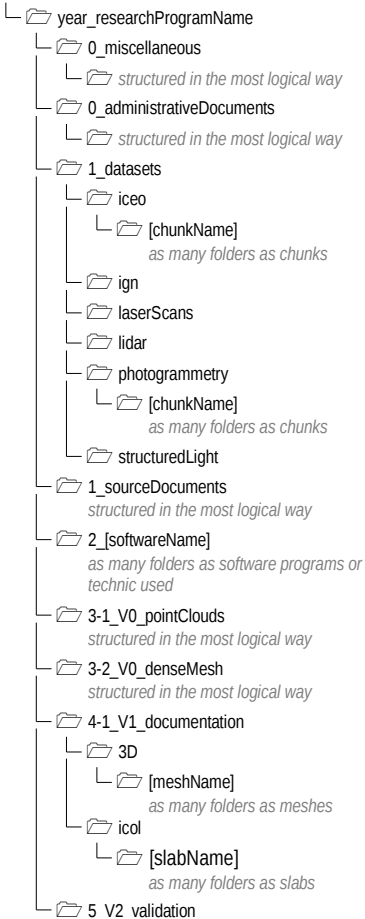 year_researchProgramName
0_miscellaneous
structured in the most logical way
0_administrativeDocuments
structured in the most logical way
1_datasets
iceo
[chunkName]
as many folders as chunks
ign
laserScans
lidar
photogrammetry
[chunkName]
as many folders as chunks
structuredLight
1_sourceDocuments
structured in the most logical way
2_[softwareName]
as many folders as software programs or
technic used
3-1_V0_pointClouds
structured in the most logical way
3-2_V0_denseMesh
structured in the most logical way
4-1_V1_documentation
3D
[meshName]
as many folders as meshes
icol
[slabName]
as many folders as slabs
5_V2_validation